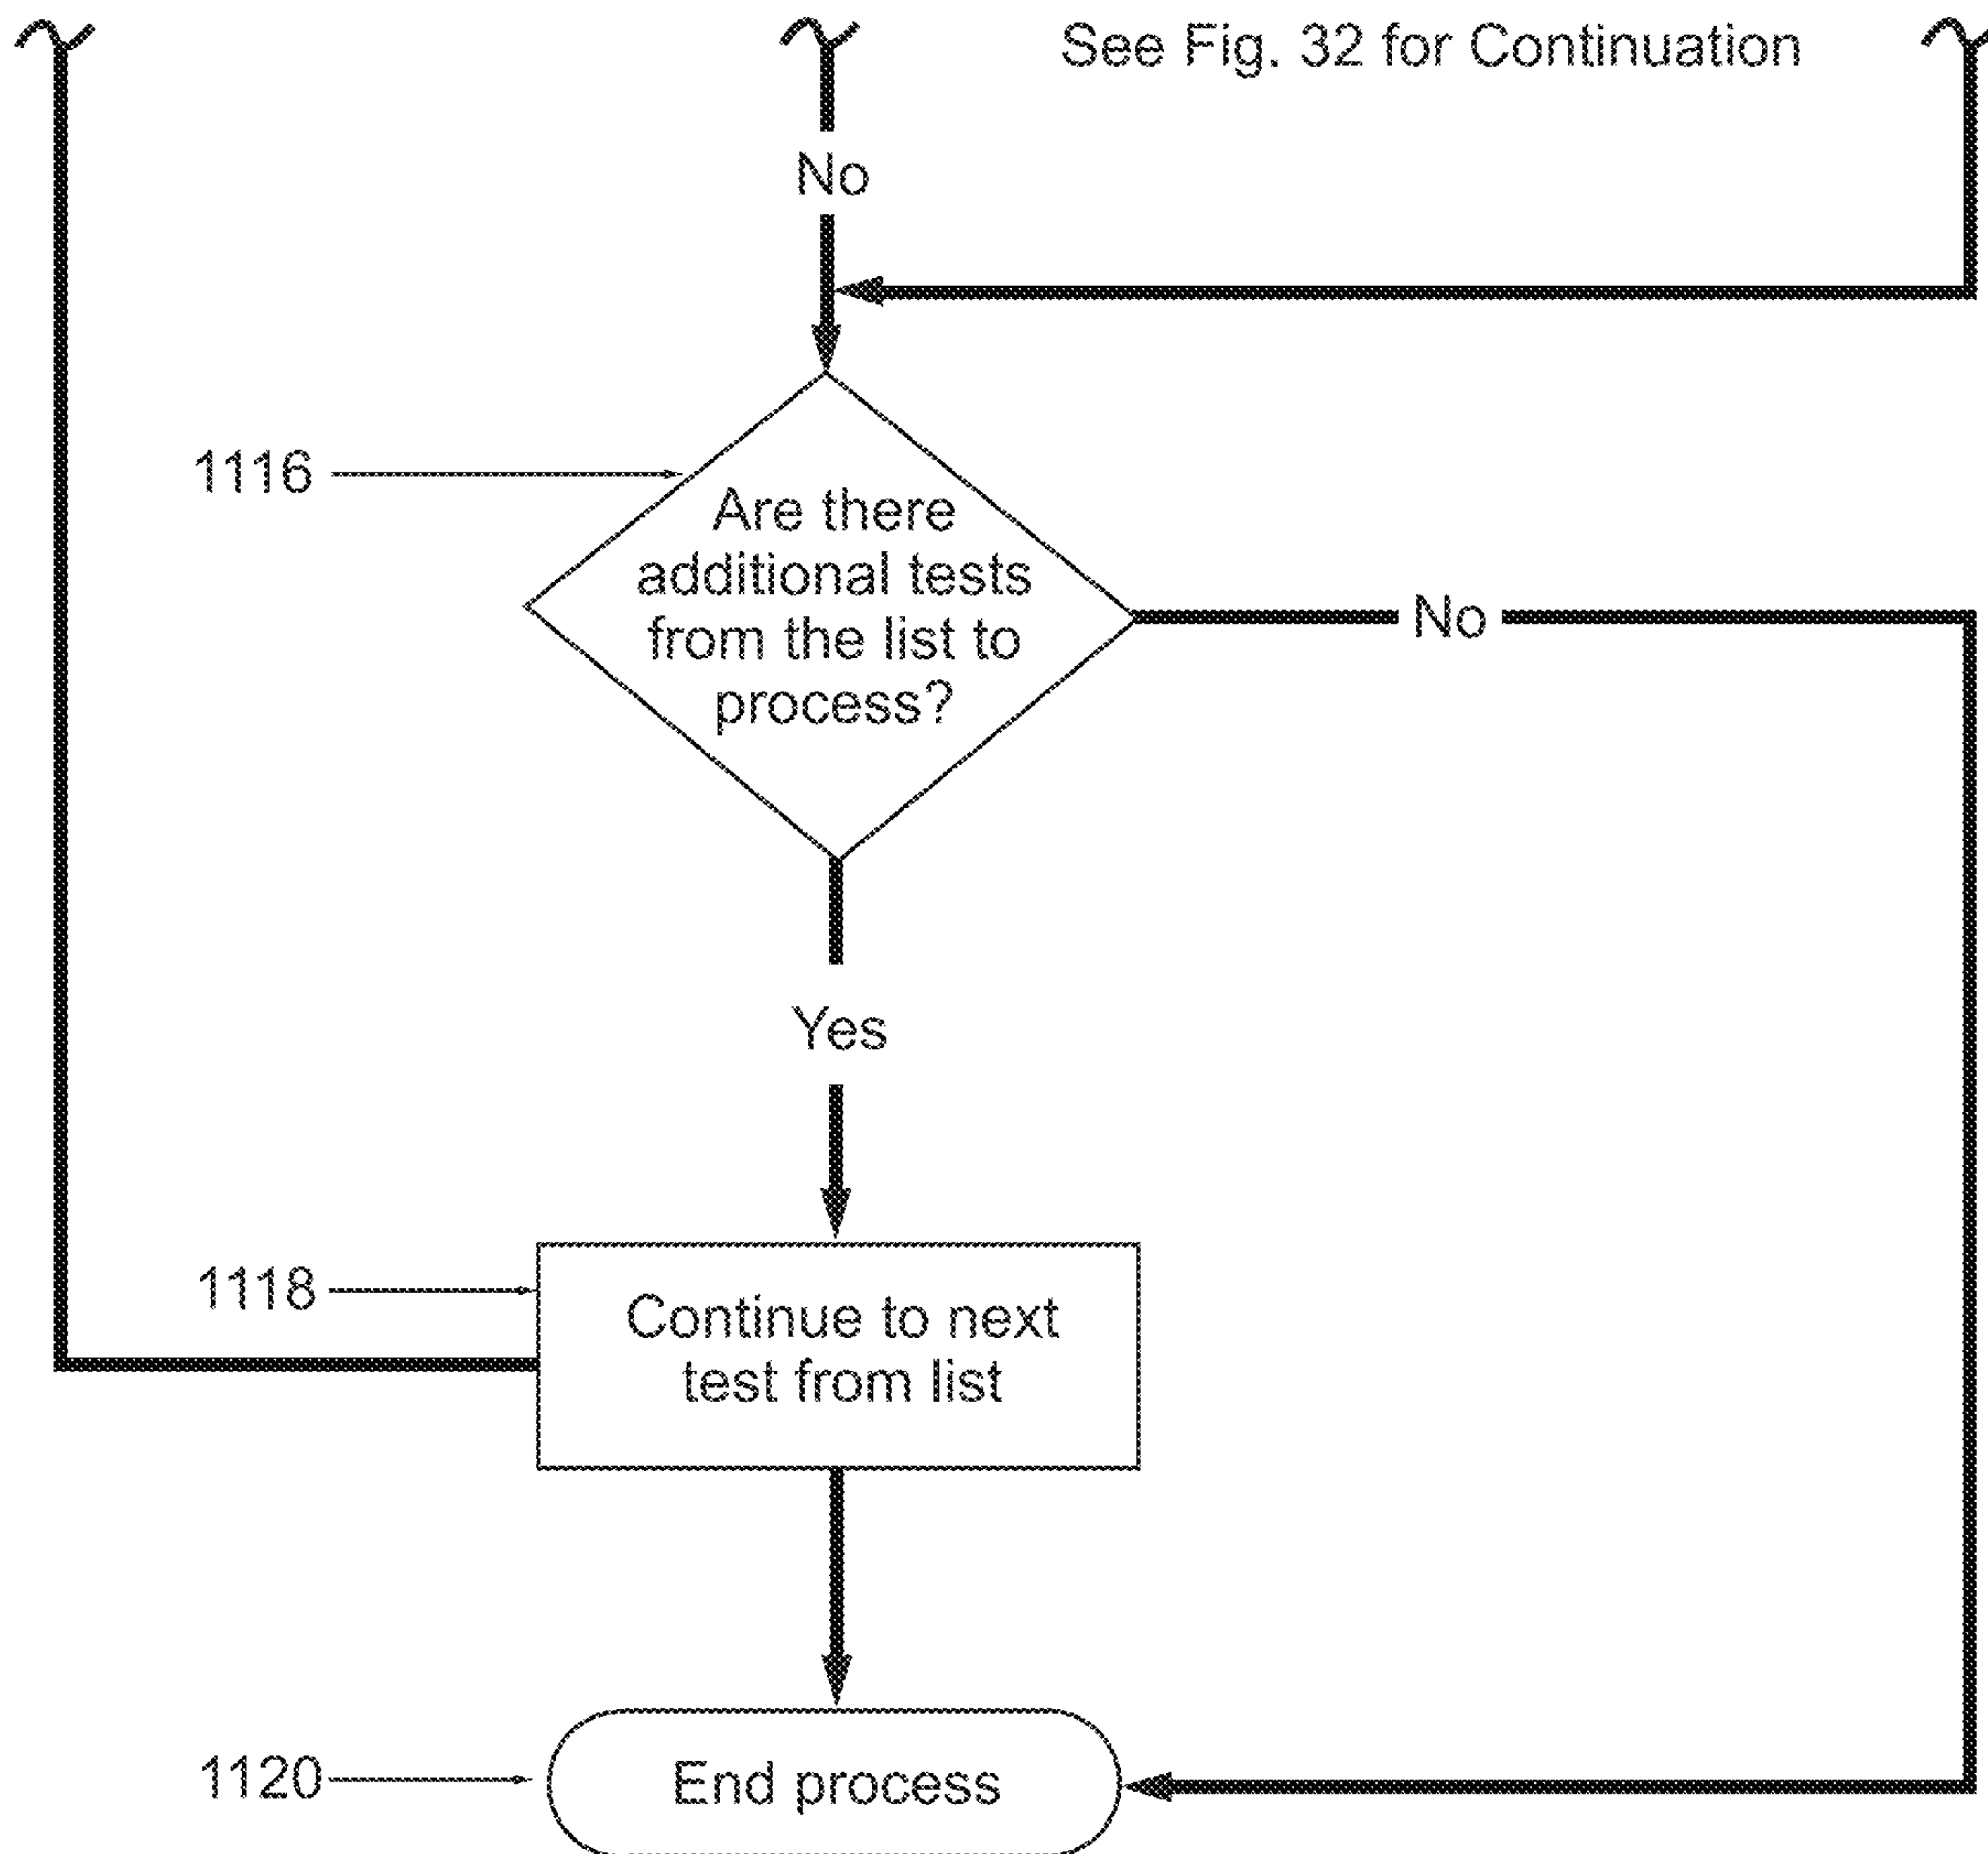 See Fig. 32 for Continuation
No
1116
Are there
additional tests
from the list to
process?
No
Yes
1118
Continue to next
test from list
1120
End process